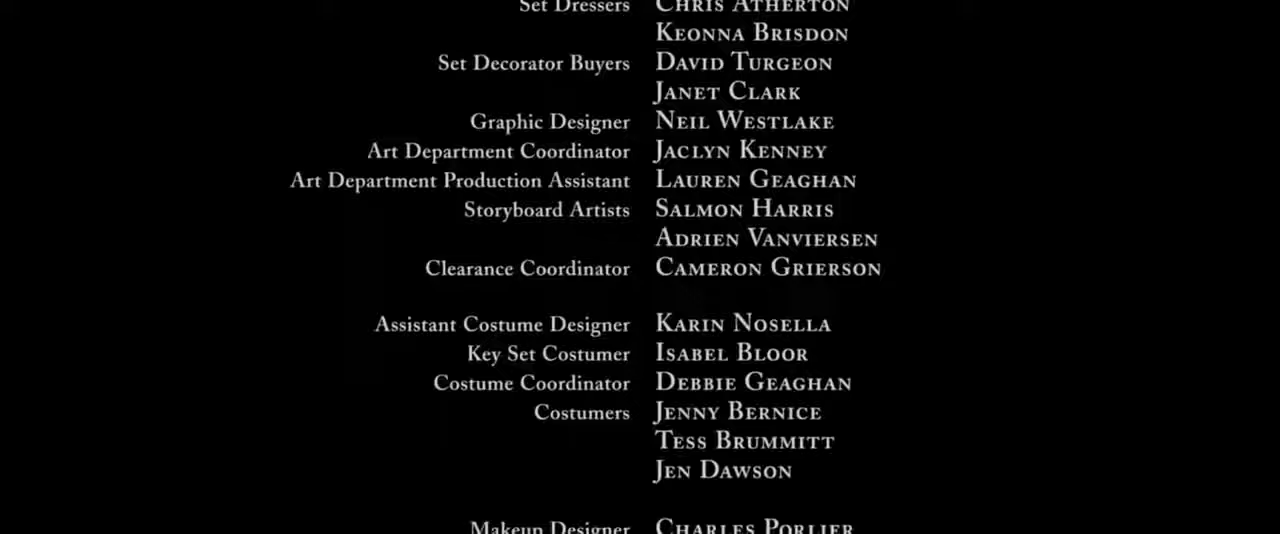 Set Dressers CHRIS ATHERTON
KEONNA BRISDON
Set Decorator Buyers DAVID TURGEON
JANET CLARK
Graphic Designer NEIL WESTLAKE
Art Department Coordinator JACLYN KENNEY
Art Department Production Assistant LAUREN GEAGHAN
Storyboard Artists SALMON HARRIS
ADRIEN VANVIERSEN
Clearance Coordinator CAMERON GRIERSON
Assistant Costume Designer KARIN NOSELLA
Key Set Costumer ISABEL BLOOR
Costume Coordinator DEBBIE GEAGHAN
Costumers JENNY BERNICE
TESS BRUMMITT
JEN DAWSON
Makeup Designer CHARLES PORLIER